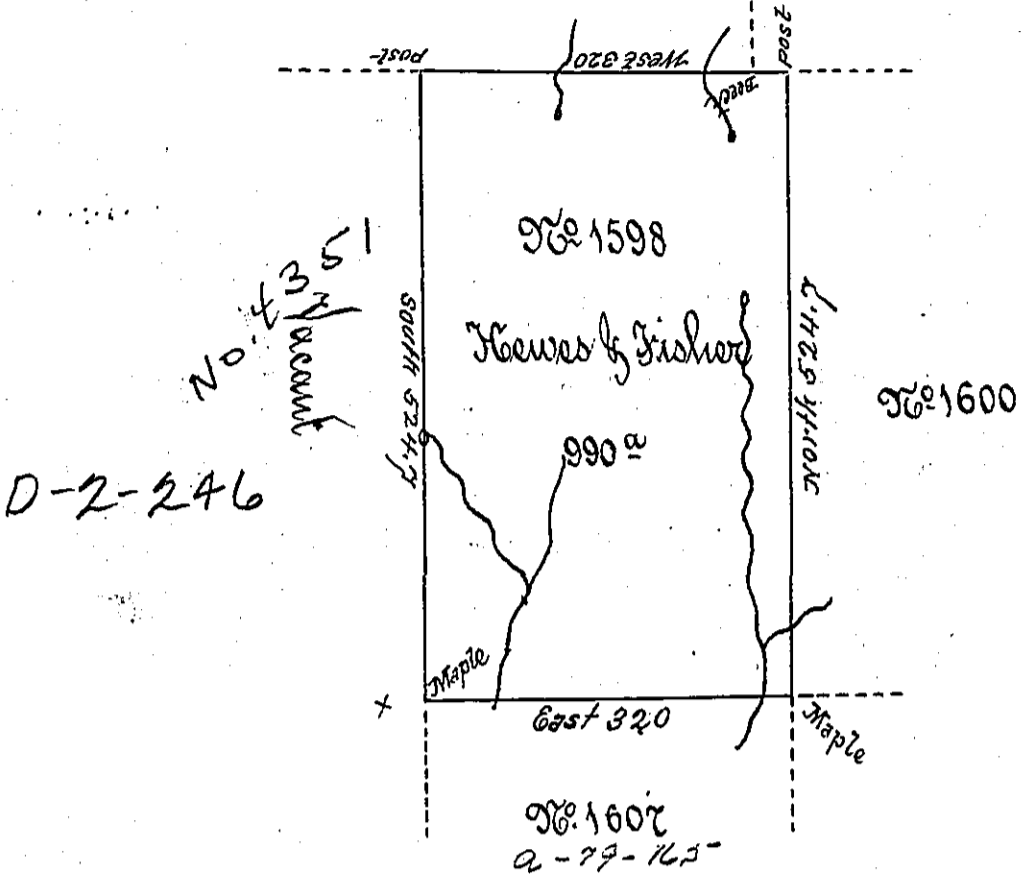 Post
West 320
Post
Beech
No. 4351
Vacant
Nº 1598
Hewes & Fisher
990 a
South 524.7
North 524.7
Nº 1600
D-2-246
Maple
x
East 320
Maple
Nº 1607